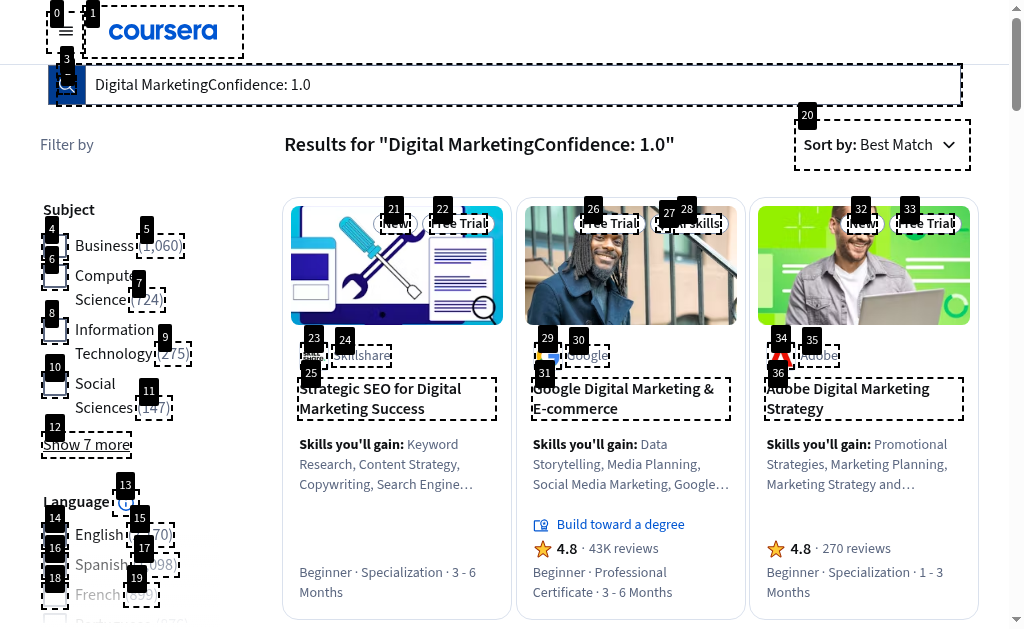 0
1
coursera
3
Digital MarketingConfidence: 1.0
20
Filter by
Results for "Digital MarketingConfidence: 1.0"
Sort by: Best Match
Subject
4
5
Business (1,060)
6
Compute
7
Science (724)
8
Information
9
Technology (275)
10
Social
11
Sciences (147)
12
Show 7 more
13
Language
14
15
English
16
17
Spanish
18
19
French (899)
21
22
New
Free Trial
23
24
Skillshare
25
Strategic SEO for Digital
Marketing Success
Skills you'll gain: Keyword
Research, Content Strategy,
Copywriting, Search Engine…
Beginner · Specialization · 3 - 6
Months
26
27
28
Free Trial
skills
29
30
Google
31
Google Digital Marketing &
E-commerce
Skills you'll gain: Data
Storytelling, Media Planning,
Social Media Marketing, Google…
Build toward a degree
4.8 · 43K reviews
Beginner · Professional
Certificate · 3 - 6 Months
32
33
New
Free Trial
34
35
Adobe
36
Adobe Digital Marketing
Strategy
Skills you'll gain: Promotional
Strategies, Marketing Planning,
Marketing Strategy and…
4.8 · 270 reviews
Beginner · Specialization · 1 - 3
Months